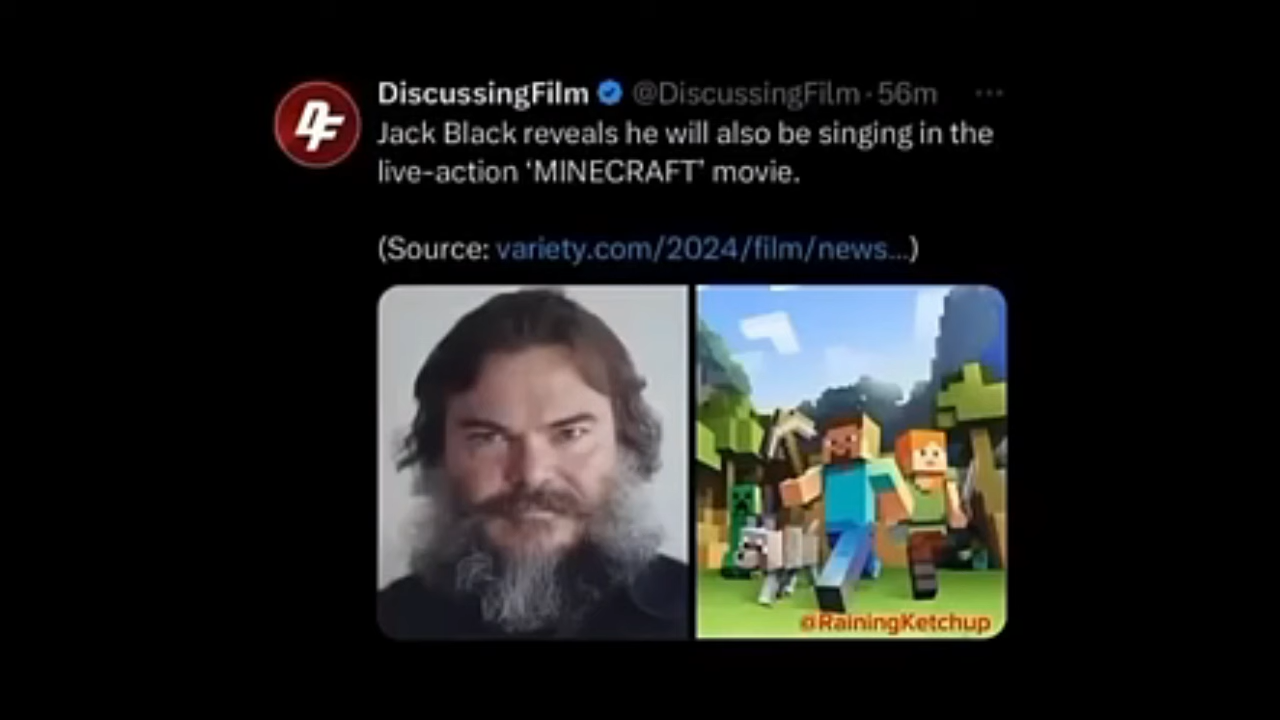 DF
DiscussingFilm @DiscussingFilm · 56m ...
Jack Black reveals he will also be singing in the
live-action ‘MINECRAFT’ movie.
(Source: variety.com/2024/film/news...)
@RainingKetchup